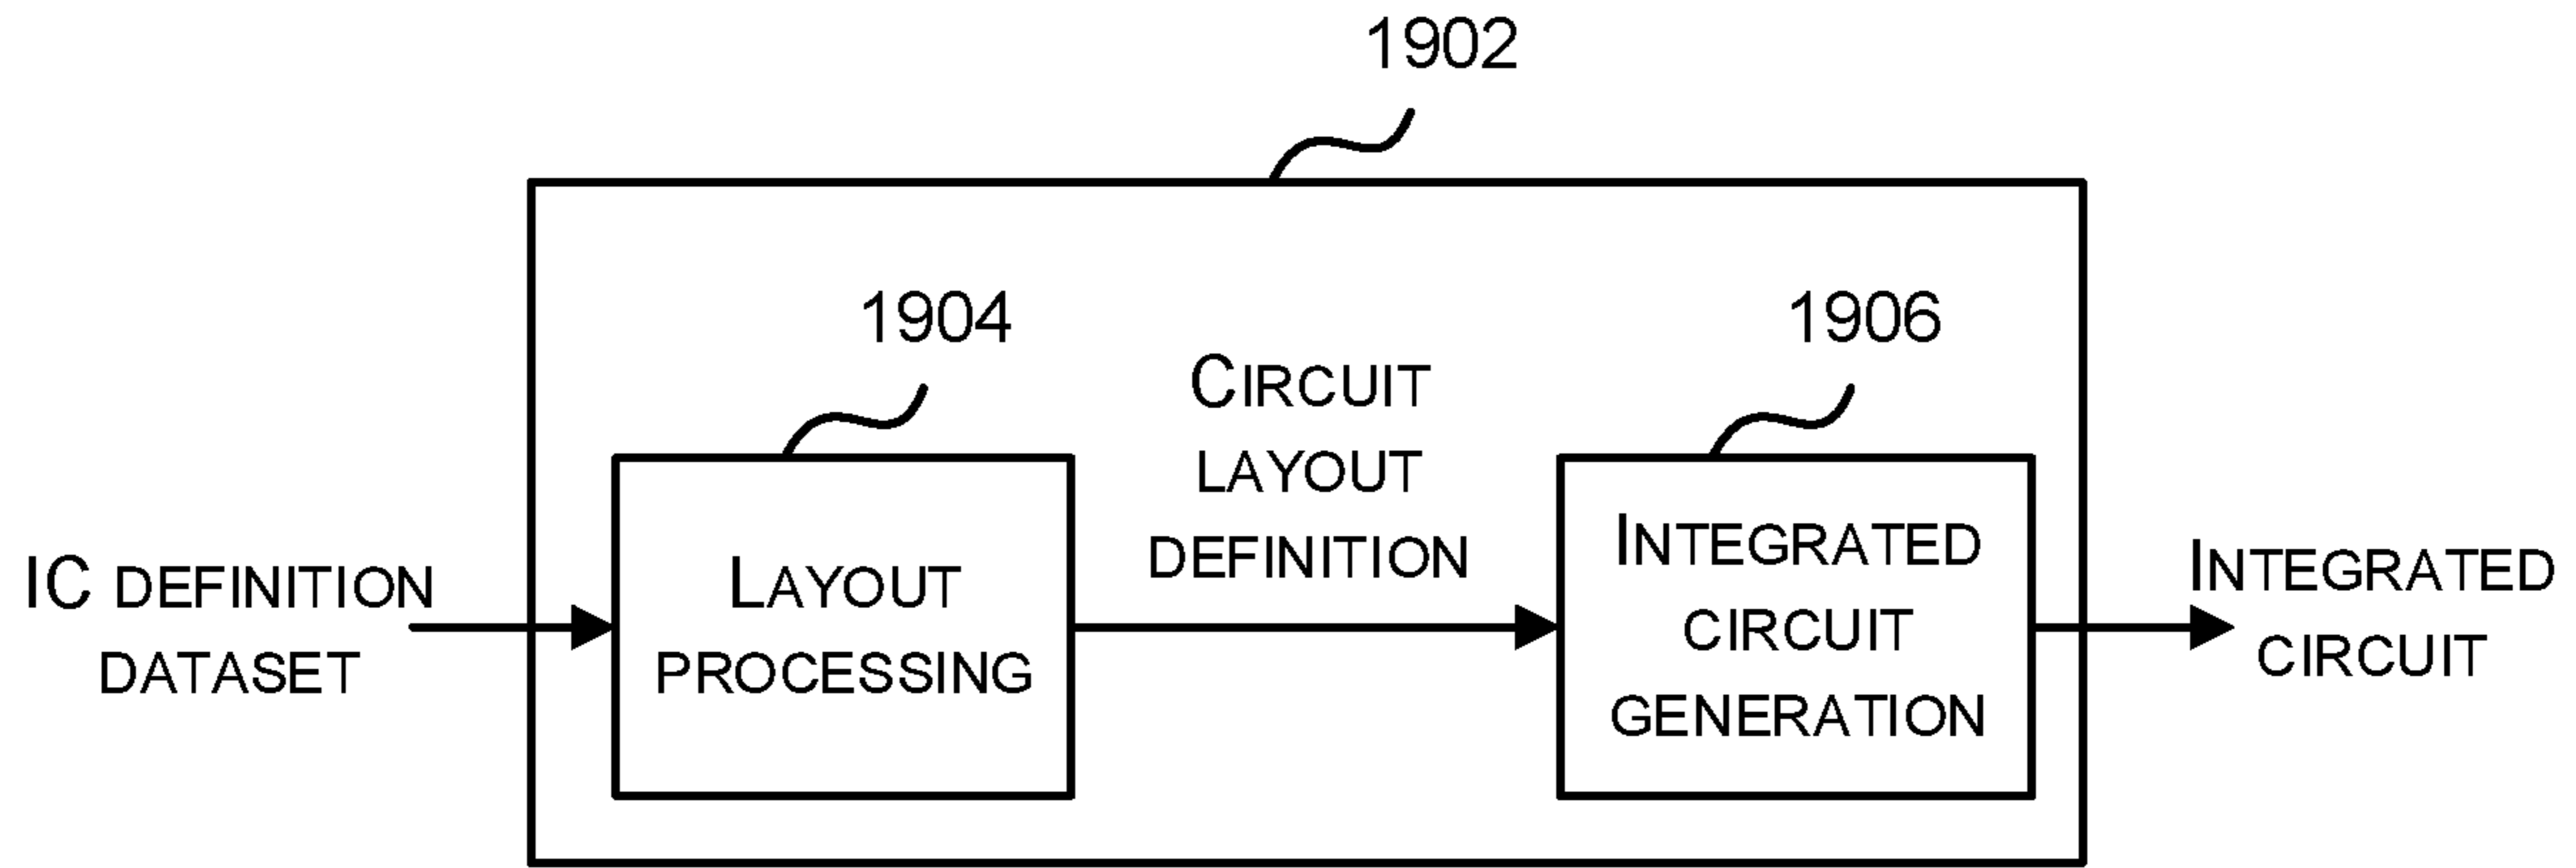 1902
1904
1906
CIRCUIT
LAYOUT
DEFINITION
IC DEFINITION
DATASET
LAYOUT
PROCESSING
INTEGRATED
CIRCUIT
GENERATION
INTEGRATED
CIRCUIT